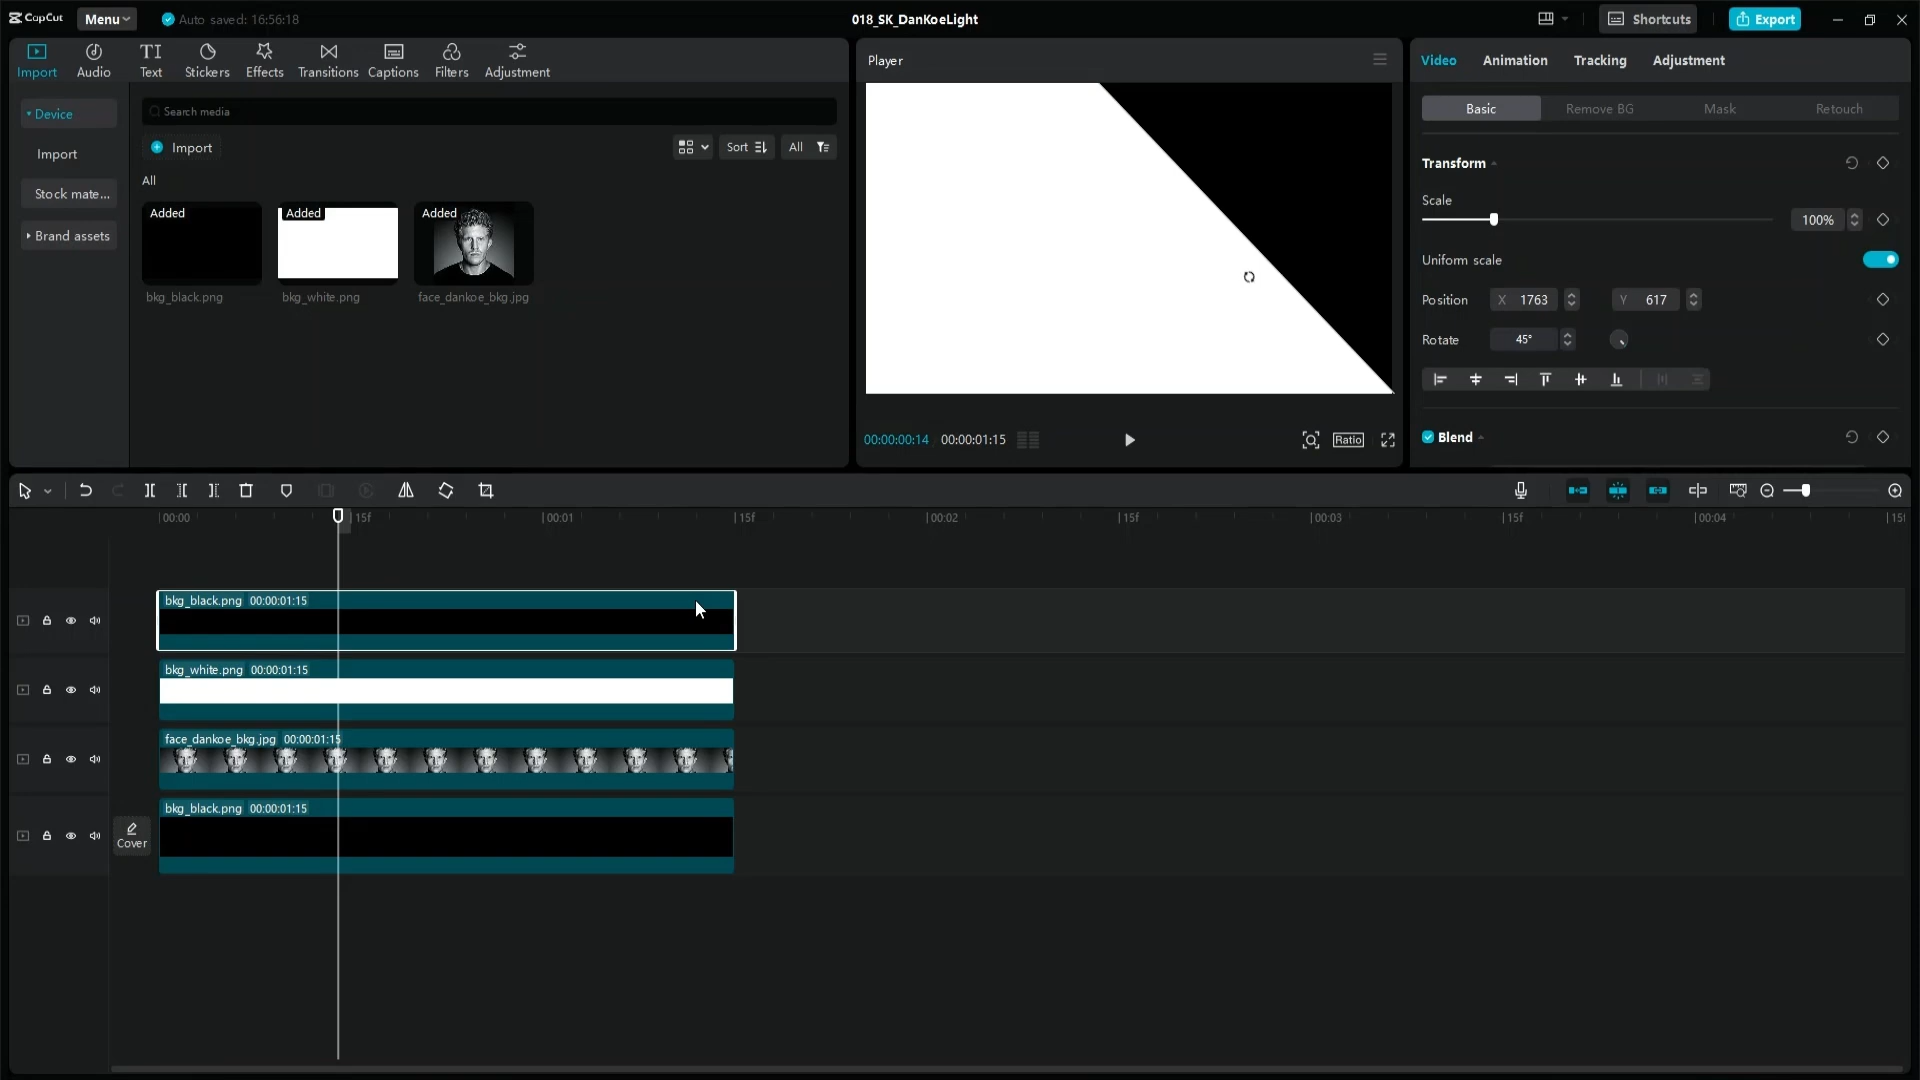 CapCut
Menu
Auto saved: 16:56:18
018_SK_DanKoeLight
Shortcuts
Export
Import
Audio
TI
Text
Stickers
Effects
Transitions
Captions
Filters
Adjustment
Player
Video
Animation
Tracking
Adjustment
Device
Import
Stock mate...
Brand assets
Search media
Import
Sort
All
All
Added
Added
Added
bkg_black.png
bkg_white.png
face_dankoe_bkg.jpg
00:00:00:14
00:00:01:15
Ratio
Basic
Remove BG
Mask
Retouch
Transform
Scale
100%
Uniform scale
Position X 1763 Y 617
Rotate 45°
Blend
00:00
15f
00:01
15f
00:02
15f
00:03
15f
00:04
bkg_black.png 00:00:01:15
bkg_white.png 00:00:01:15
face_dankoe_bkg.jpg 00:00:01:15
bkg_black.png 00:00:01:15
Cover